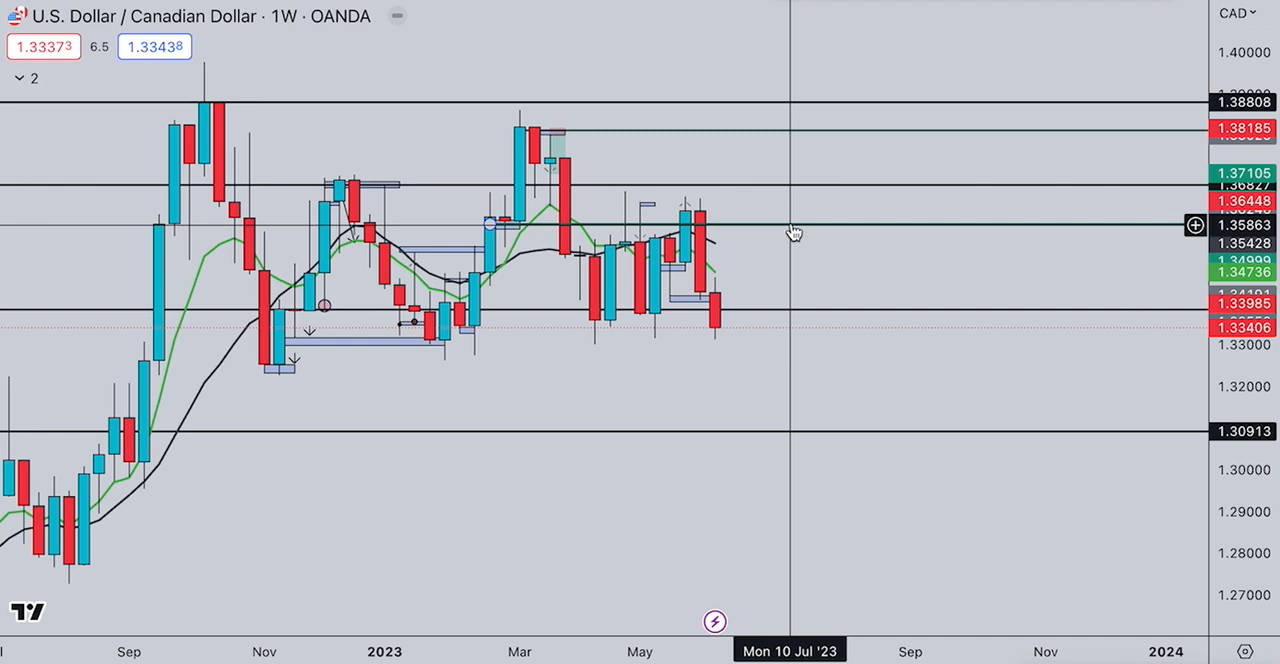 U.S. Dollar / Canadian Dollar · 1W · OANDA
CAD
1.33373
6.5
1.33438
2
1.40000
1.38808
1.38185
1.37105
1.36827
1.36448
1.35863
1.35428
1.34999
1.34736
1.33985
1.33406
1.33000
1.32000
1.30913
1.30000
1.29000
1.28000
1.27000
Sep
Nov
2023
Mar
May
Mon 10 Jul '23
Sep
Nov
2024